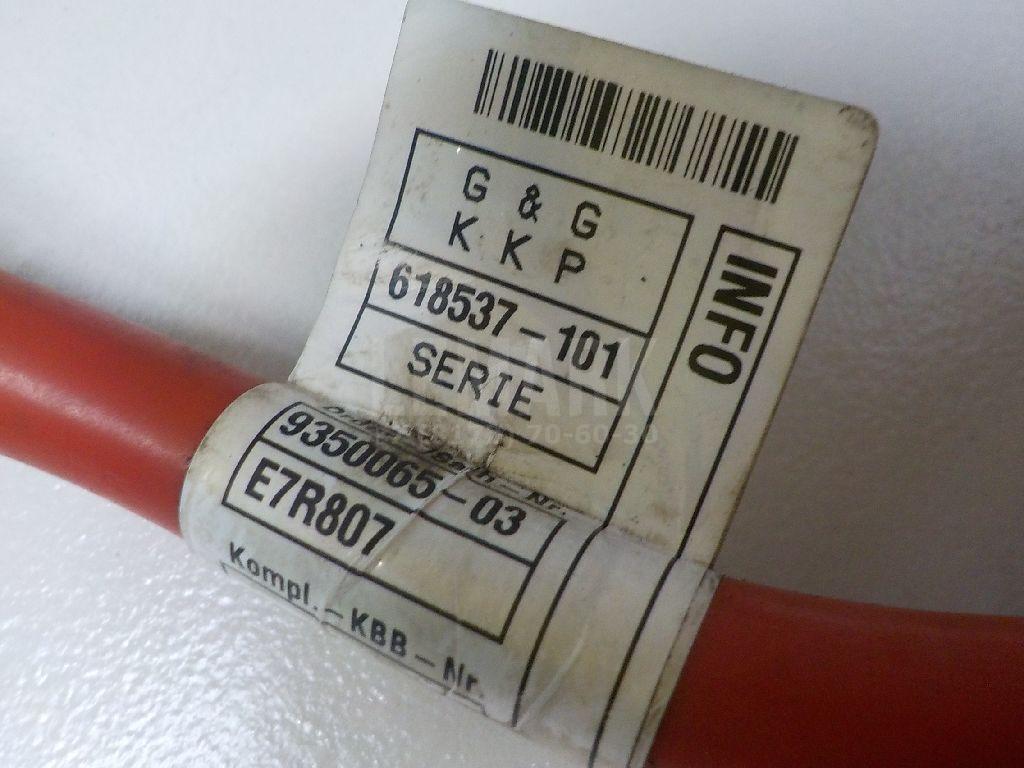 G & G
K K P
618537-101
SERIE
INFO
9350065-03
E7R807
Kompl.-KBB-Nr.